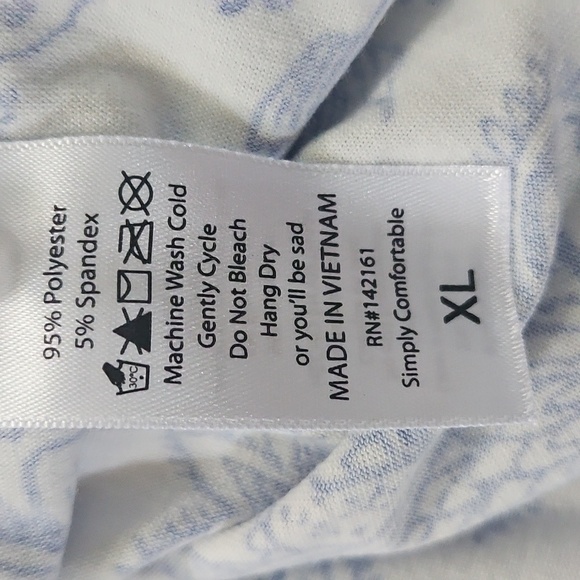 95% Polyester
5% Spandex
30°C
Machine Wash Cold
Gently Cycle
Do Not Bleach
Hang Dry
or you'll be sad
MADE IN VIETNAM
RN#142161
Simply Comfortable
XL